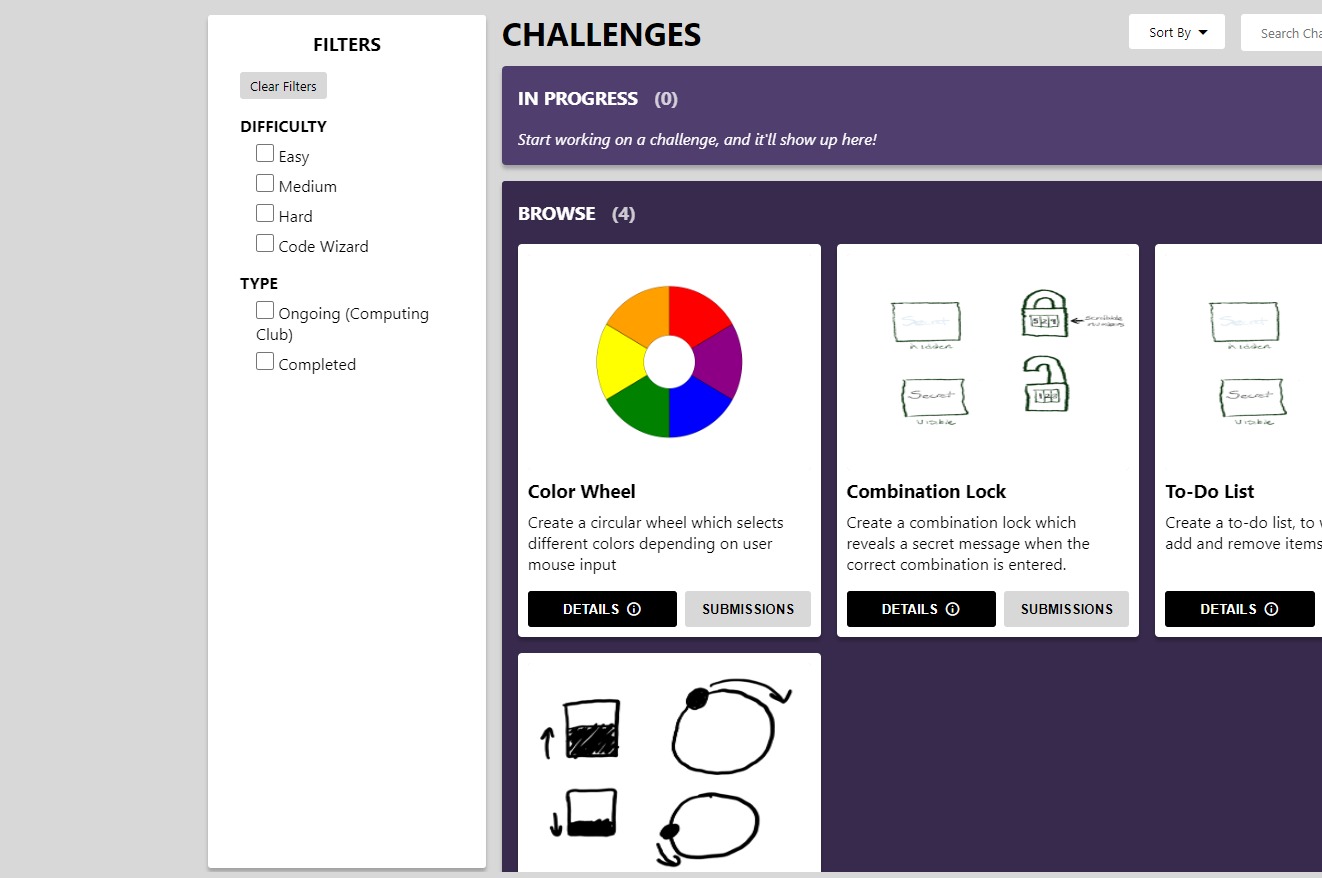 FILTERS
Clear Filters
DIFFICULTY
Easy
Medium
Hard
Code Wizard
TYPE
Ongoing (Computing
Club)
Completed
CHALLENGES
Sort By
Search Cha
IN PROGRESS (0)
Start working on a challenge, and it'll show up here!
BROWSE (4)
Color Wheel
Create a circular wheel which selects
different colors depending on user
mouse input
DETAILS
SUBMISSIONS
Secret
hidden
Secret
visible
527
scrollable
numbers
123
Combination Lock
Create a combination lock which
reveals a secret message when the
correct combination is entered.
DETAILS
SUBMISSIONS
Secret
hidden
Secret
visible
To-Do List
Create a to-do list, to
add and remove items
DETAILS